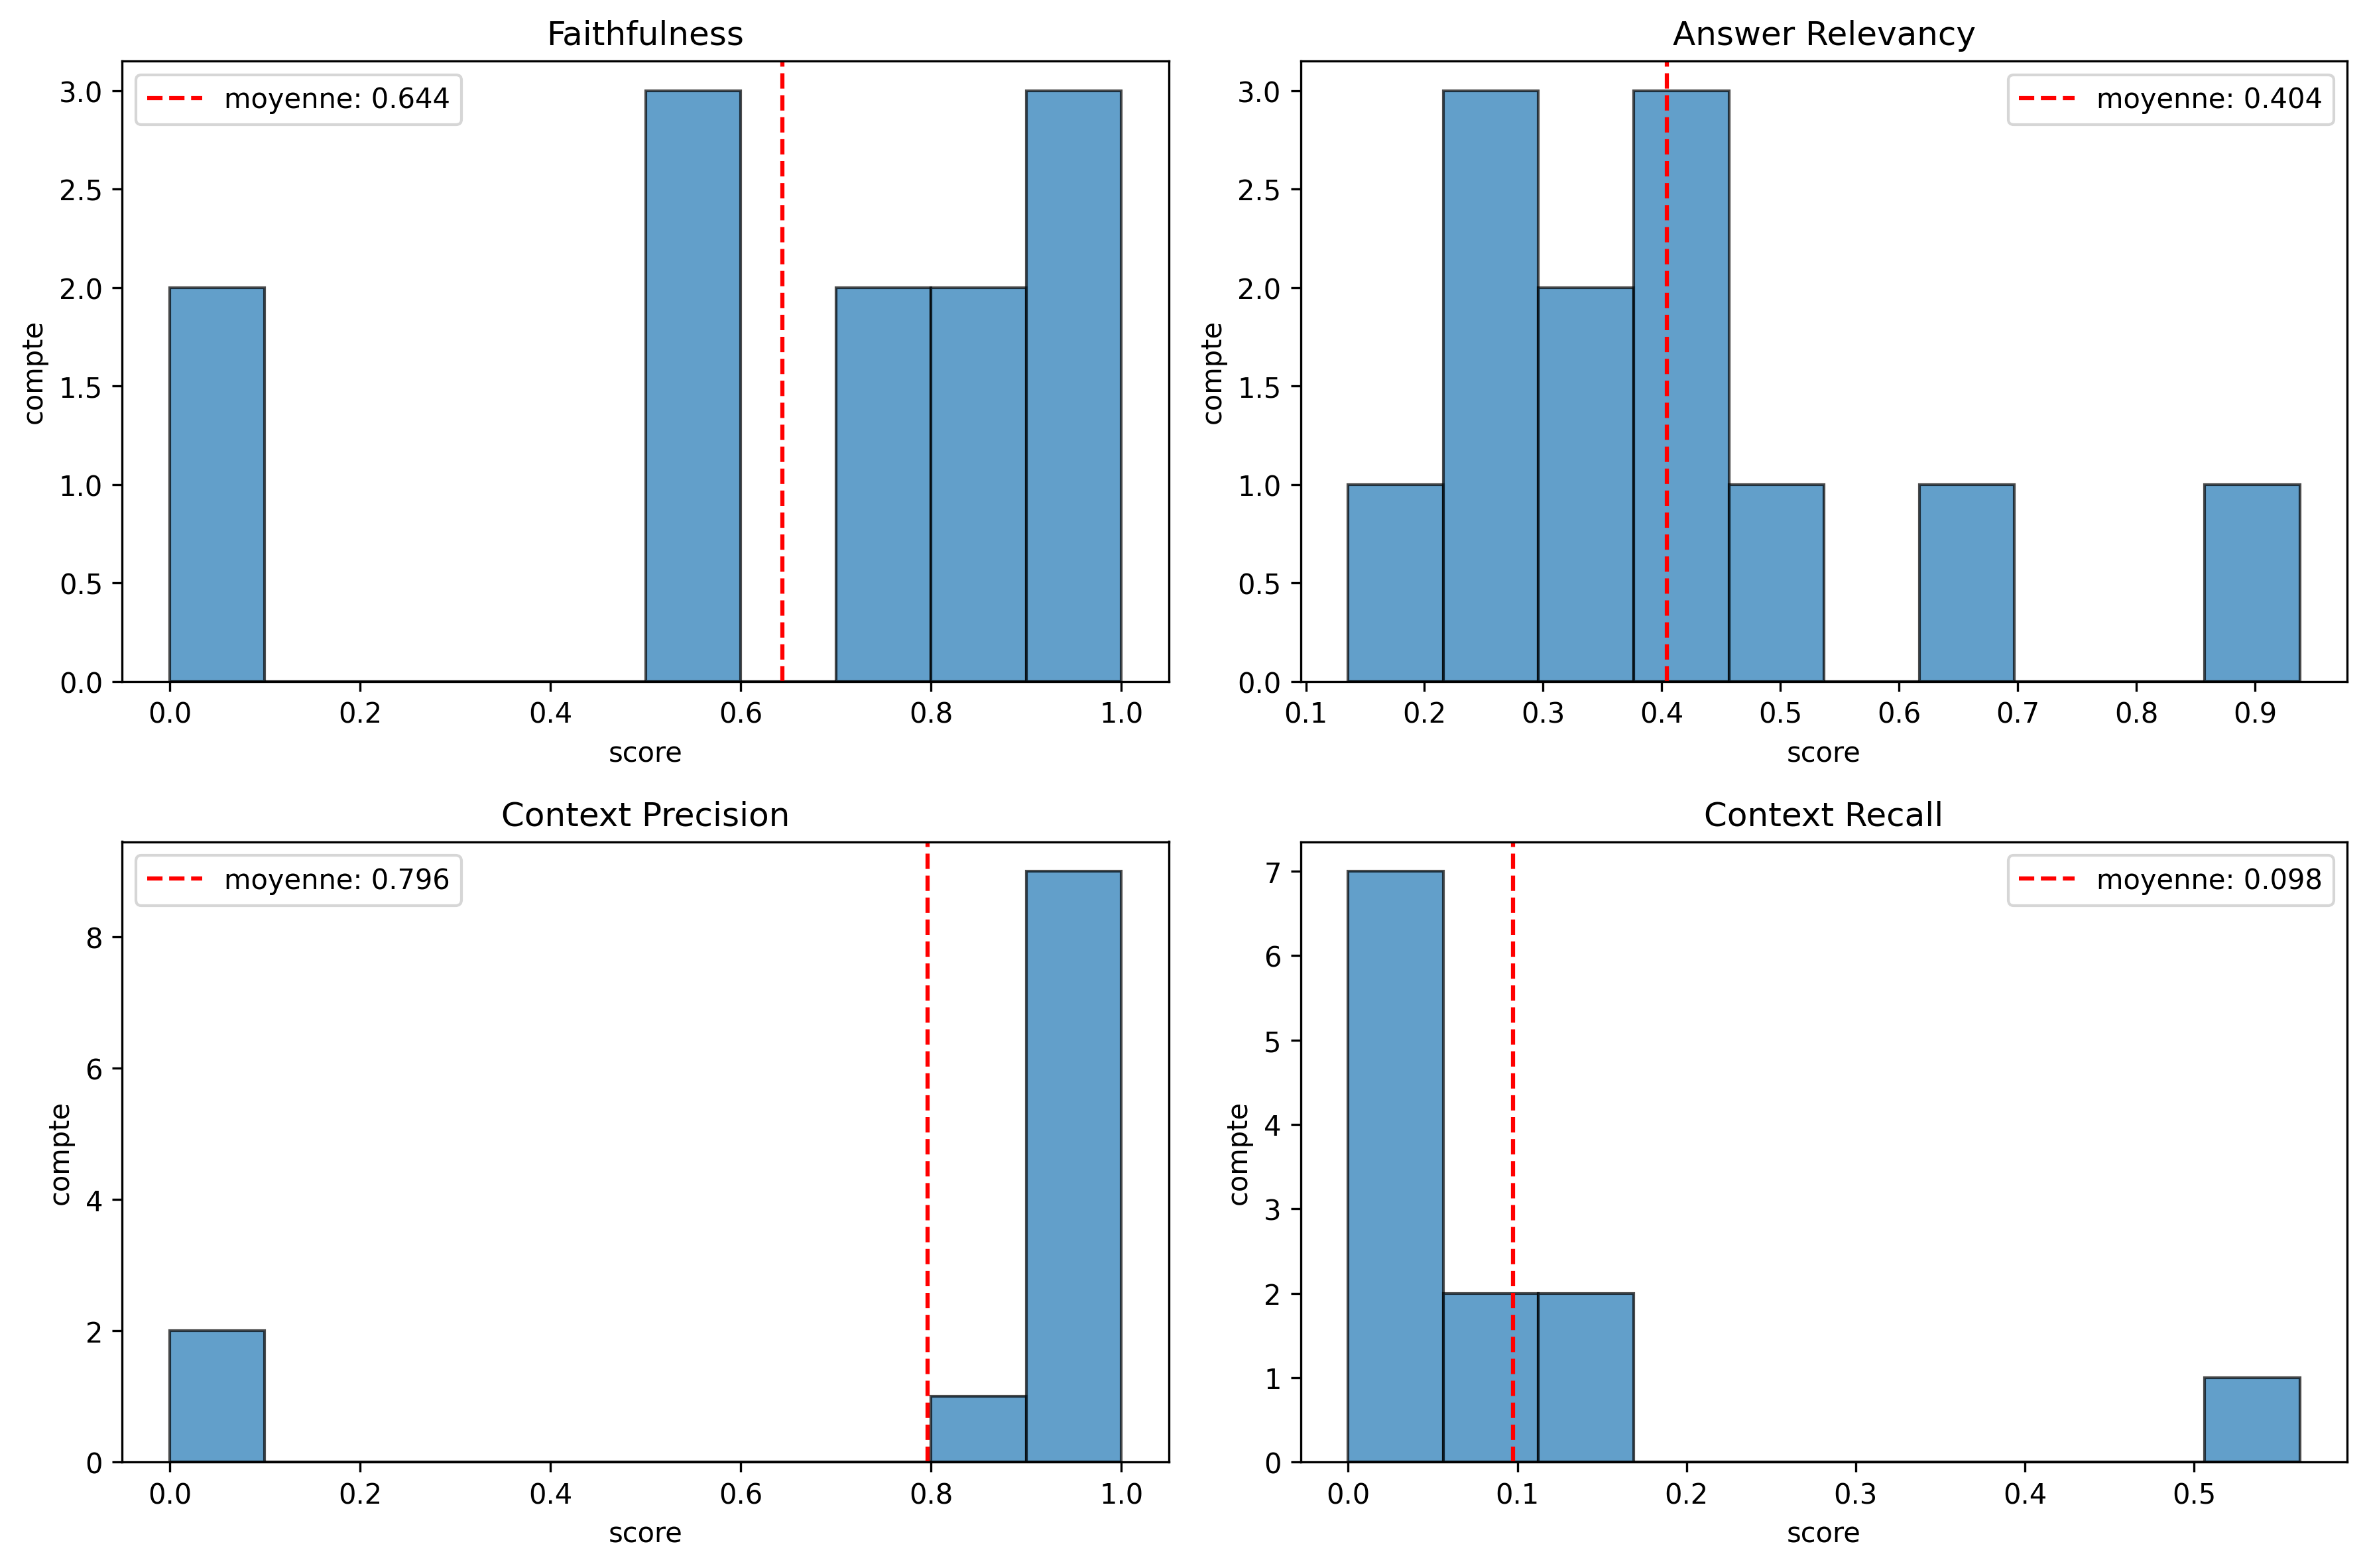 Faithfulness
moyenne: 0.644
3.0
2.5
2.0
1.5
1.0
0.5
0.0
compte
0.0 0.2 0.4 0.6 0.8 1.0
score
Answer Relevancy
moyenne: 0.404
3.0
2.5
2.0
1.5
1.0
0.5
0.0
compte
0.1 0.2 0.3 0.4 0.5 0.6 0.7 0.8 0.9
score
Context Precision
moyenne: 0.796
8
6
4
2
0
compte
0.0 0.2 0.4 0.6 0.8 1.0
score
Context Recall
moyenne: 0.098
7
6
5
4
3
2
1
0
compte
0.0 0.1 0.2 0.3 0.4 0.5
score